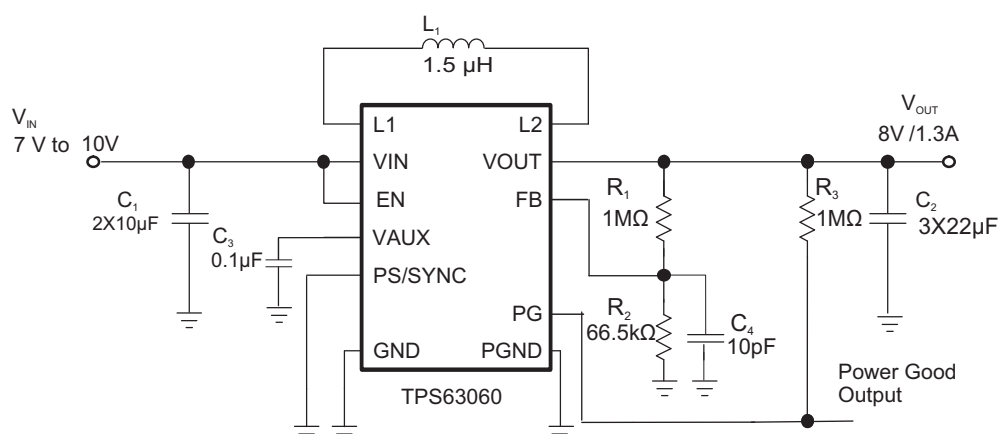 L₁
1.5 µH
V_IN
7 V to 10V
V_OUT
8V /1.3A
L1
L2
VIN
VOUT
EN
FB
VAUX
PS/SYNC
PG
GND
PGND
TPS63060
C₁
2X10µF
C₃
0.1µF
R₁
1MΩ
R₃
1MΩ
C₂
3X22µF
R₂
66.5kΩ
C₄
10pF
Power Good
Output